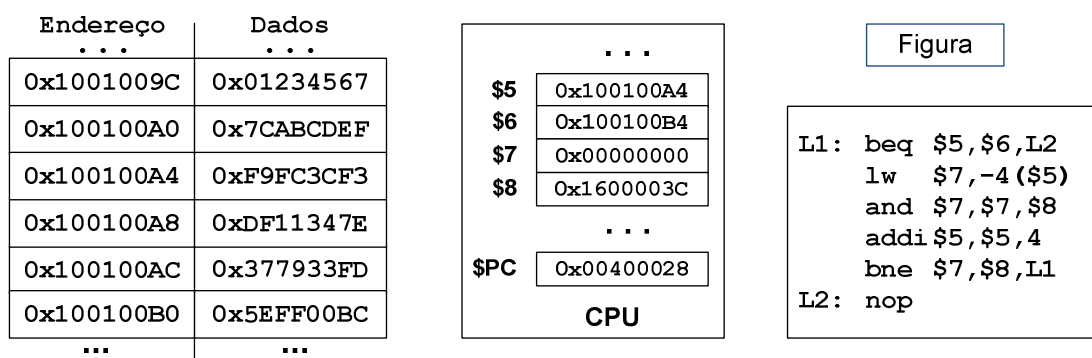 Endereço Dados
... ...
0x1001009C 0x01234567
0x100100A0 0x7CABCDEF
0x100100A4 0xF9FC3CF3
0x100100A8 0xDF11347E
0x100100AC 0x377933FD
0x100100B0 0x5EFF00BC
... ...
...
$5 0x100100A4
$6 0x100100B4
$7 0x00000000
$8 0x1600003C
...
$PC 0x00400028
CPU
Figura
L1: beq $5,$6,L2
lw $7,-4($5)
and $7,$7,$8
addi $5,$5,4
bne $7,$8,L1
L2: nop